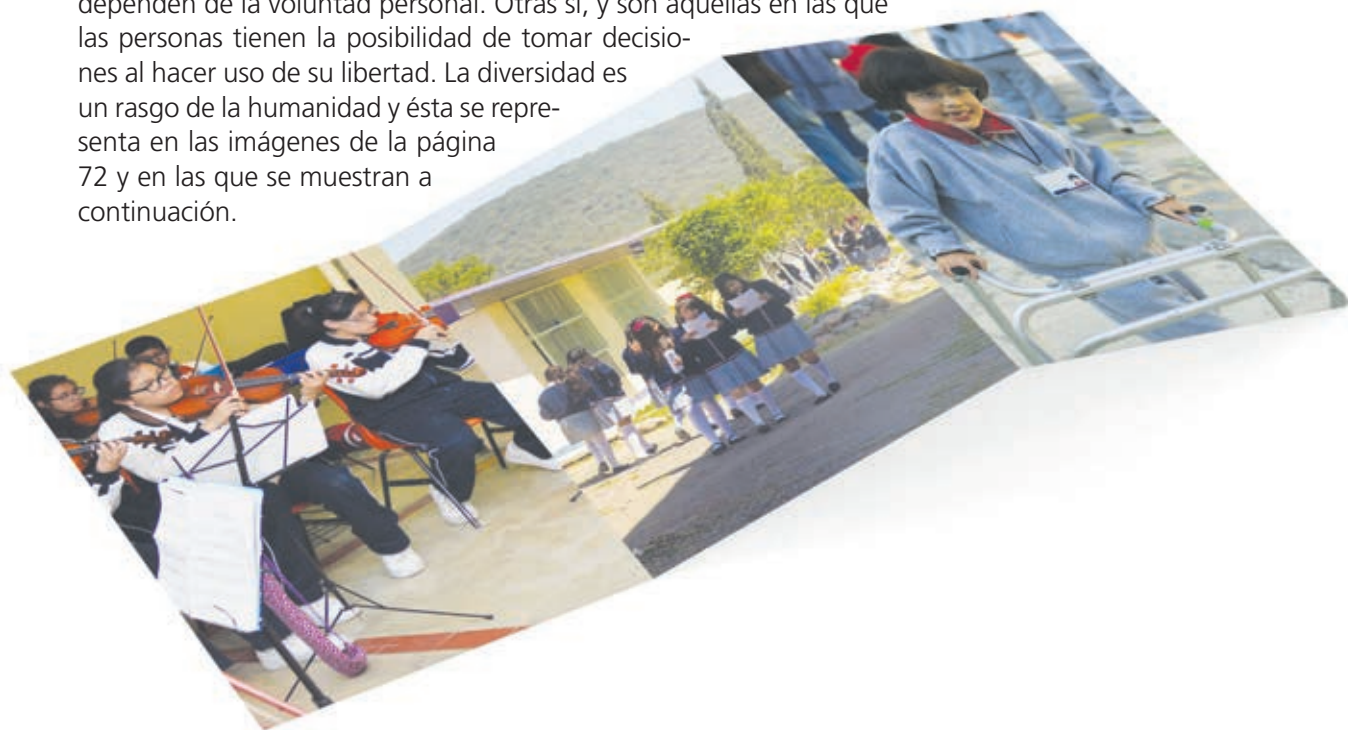 dependen de la voluntad personal. Otras sí, y son aquellas en las que
las personas tienen la posibilidad de tomar decisio-
nes al hacer uso de su libertad. La diversidad es
un rasgo de la humanidad y ésta se repre-
senta en las imágenes de la página
72 y en las que se muestran a
continuación.